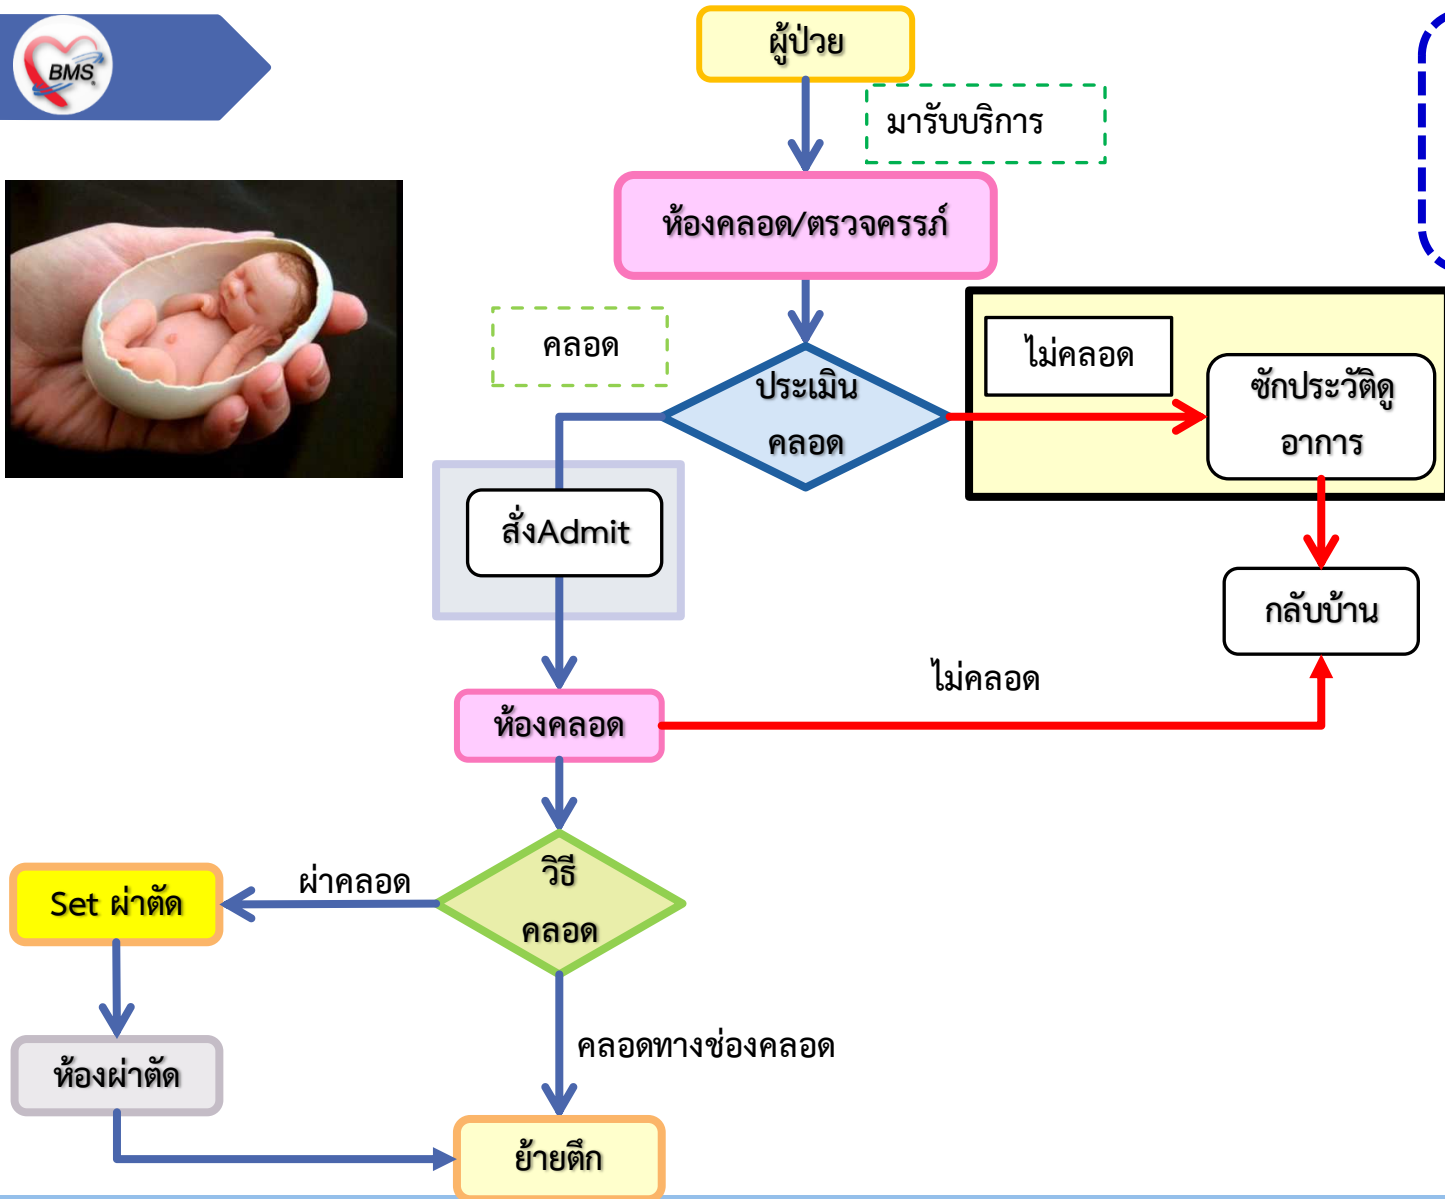 BMS
ผู้ป่วย
มารับบริการ
ห้องคลอด/ตรวจครรภ์
คลอด
ไม่คลอด
ประเมิน
คลอด
ซักประวัติดู
อาการ
สั่งAdmit
กลับบ้าน
ไม่คลอด
ห้องคลอด
วิธี
คลอด
ผ่าคลอด
Set ผ่าตัด
คลอดทางช่องคลอด
ห้องผ่าตัด
ย้ายตึก